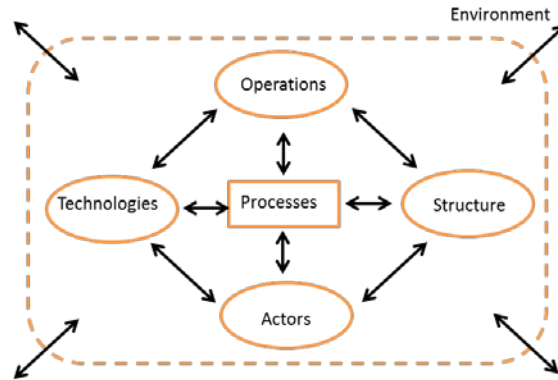 Environment
Operations
Technologies
Processes
Structure
Actors